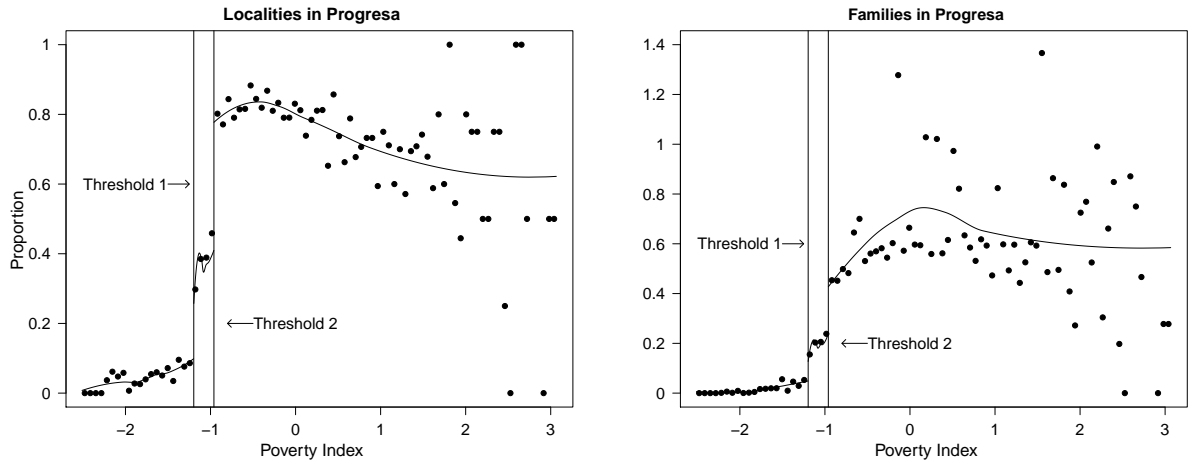 Localities in Progresa
Proportion
1
0.8
0.6
0.4
0.2
0
Threshold 1
Threshold 2
−2
−1
0
1
2
3
Poverty Index
Families in Progresa
1.4
1.2
1
0.8
0.6
0.4
0.2
0
Threshold 1
Threshold 2
−2
−1
0
1
2
3
Poverty Index